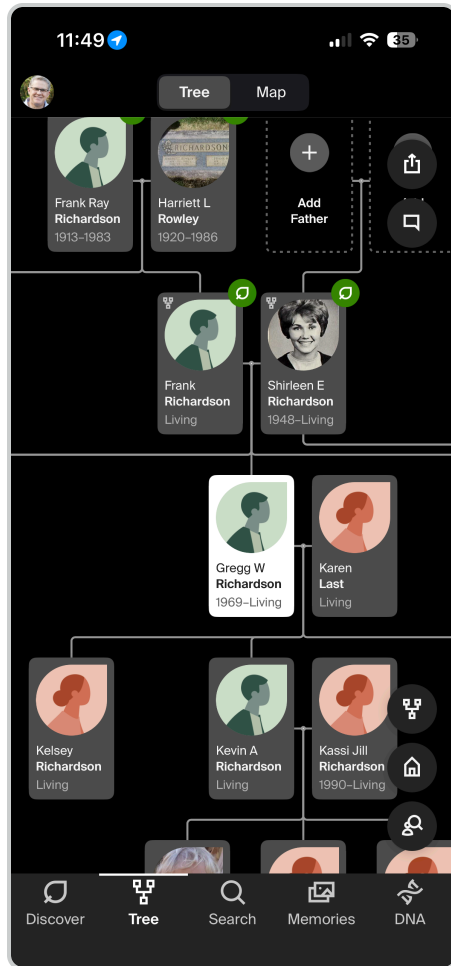 11:49
35
Tree
Map
RICHARDSON
Frank Ray
Richardson
1913–1983
Harriett L
Rowley
1920–1986
Add
Father
Frank
Richardson
Living
Shirleen E
Richardson
1948–Living
Gregg W
Richardson
1969–Living
Karen
Last
Living
Kelsey
Richardson
Living
Kevin A
Richardson
Living
Kassi Jill
Richardson
1990–Living
Discover
Tree
Search
Memories
DNA